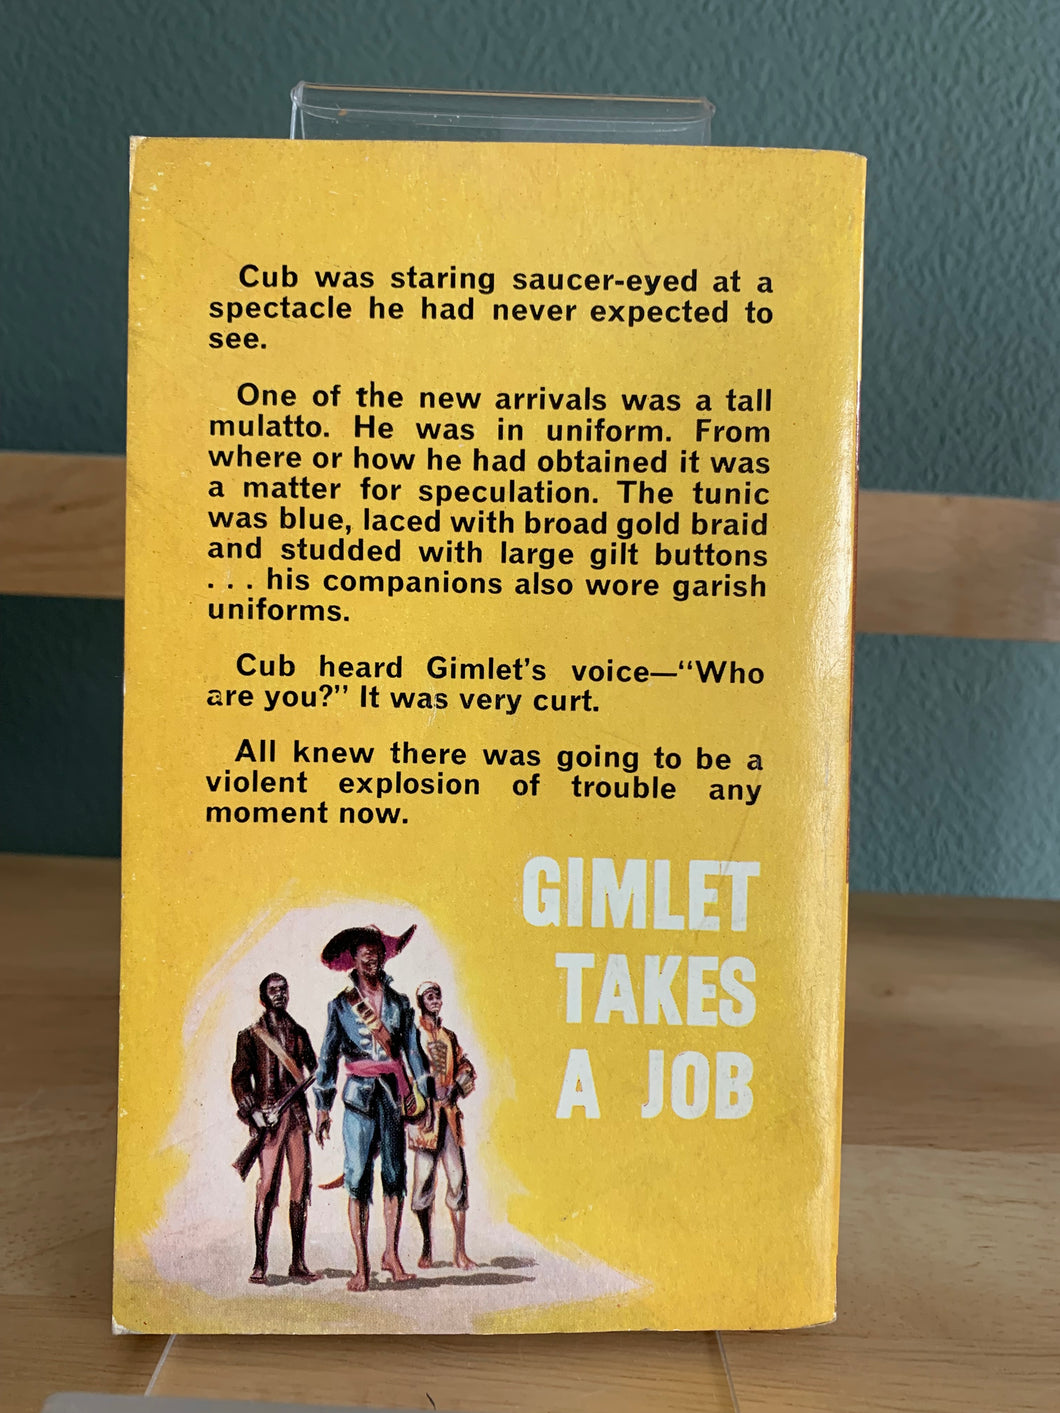 Cub was staring saucer-eyed at a
spectacle he had never expected to
see.
One of the new arrivals was a tall
mulatto. He was in uniform. From
where or how he had obtained it was
a matter for speculation. The tunic
was blue, laced with broad gold braid
and studded with large gilt buttons
. . . his companions also wore garish
uniforms.
Cub heard Gimlet's voice—"Who
are you?" It was very curt.
All knew there was going to be a
violent explosion of trouble any
moment now.
GIMLET
TAKES
A JOB